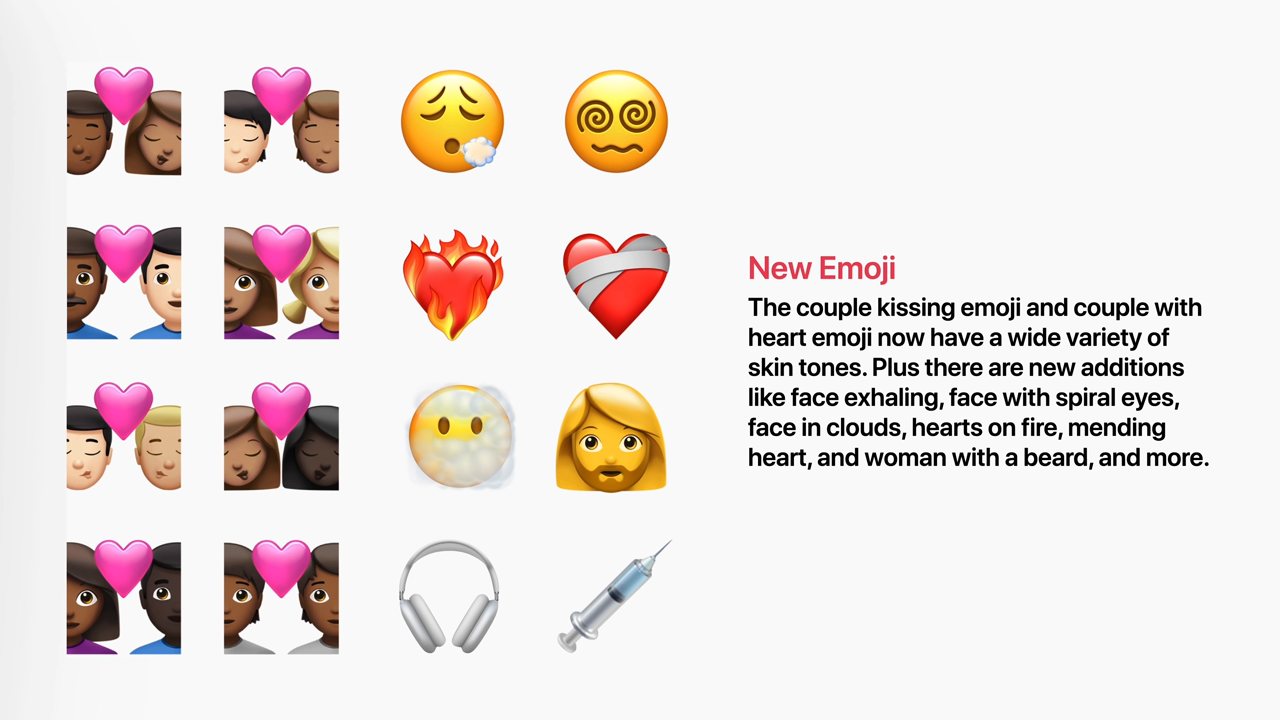 New Emoji
The couple kissing emoji and couple with
heart emoji now have a wide variety of
skin tones. Plus there are new additions
like face exhaling, face with spiral eyes,
face in clouds, hearts on fire, mending
heart, and woman with a beard, and more.